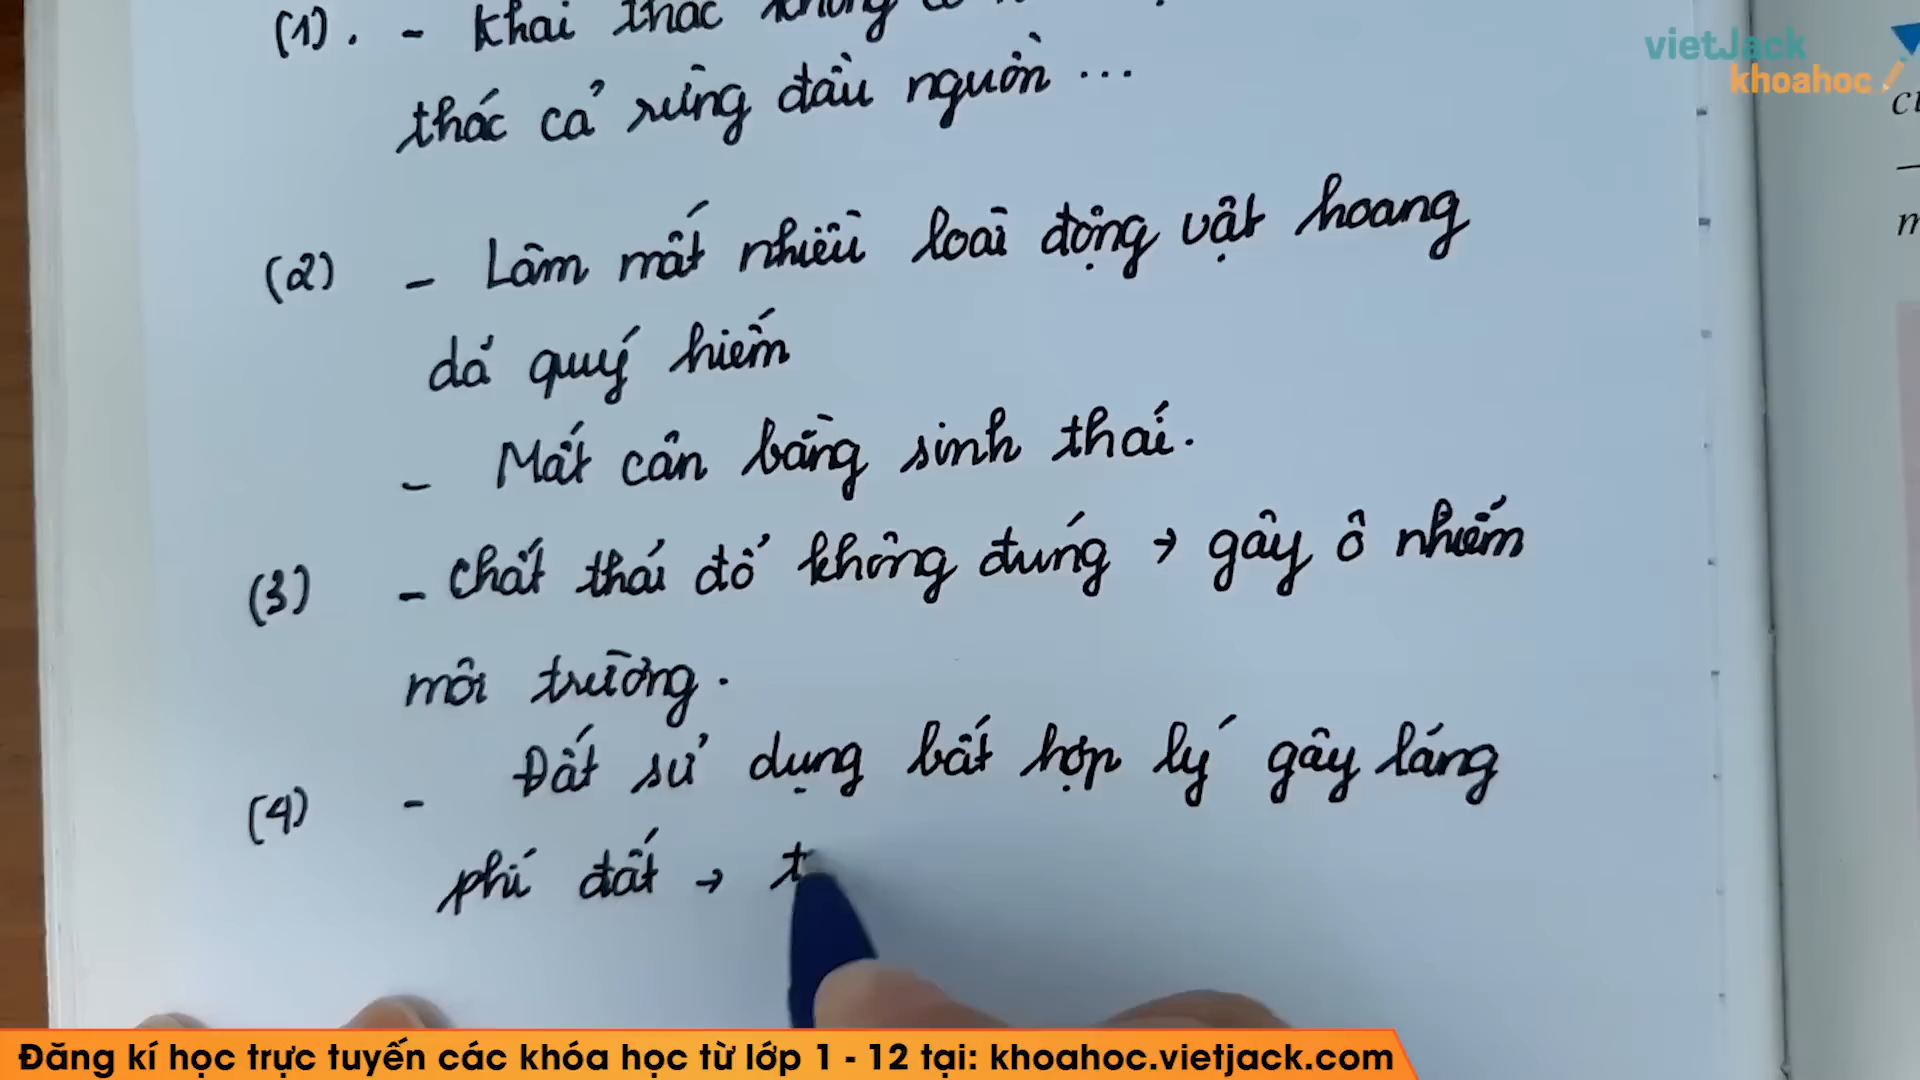 (1). - Khai thác không có
thác cả rừng đầu nguồn ...
(2) - Làm mất nhiều loài động vật hoang
dã quý hiếm
- Mất cân bằng sinh thái.
(3) - Chất thải đổ không đúng → gây ô nhiễm
môi trường.
(4) - Đất sử dụng bất hợp lý gây lãng
phí đất → t
vietJack
khoahoc
Đăng kí học trực tuyến các khóa học từ lớp 1 - 12 tại: khoahoc.vietjack.com